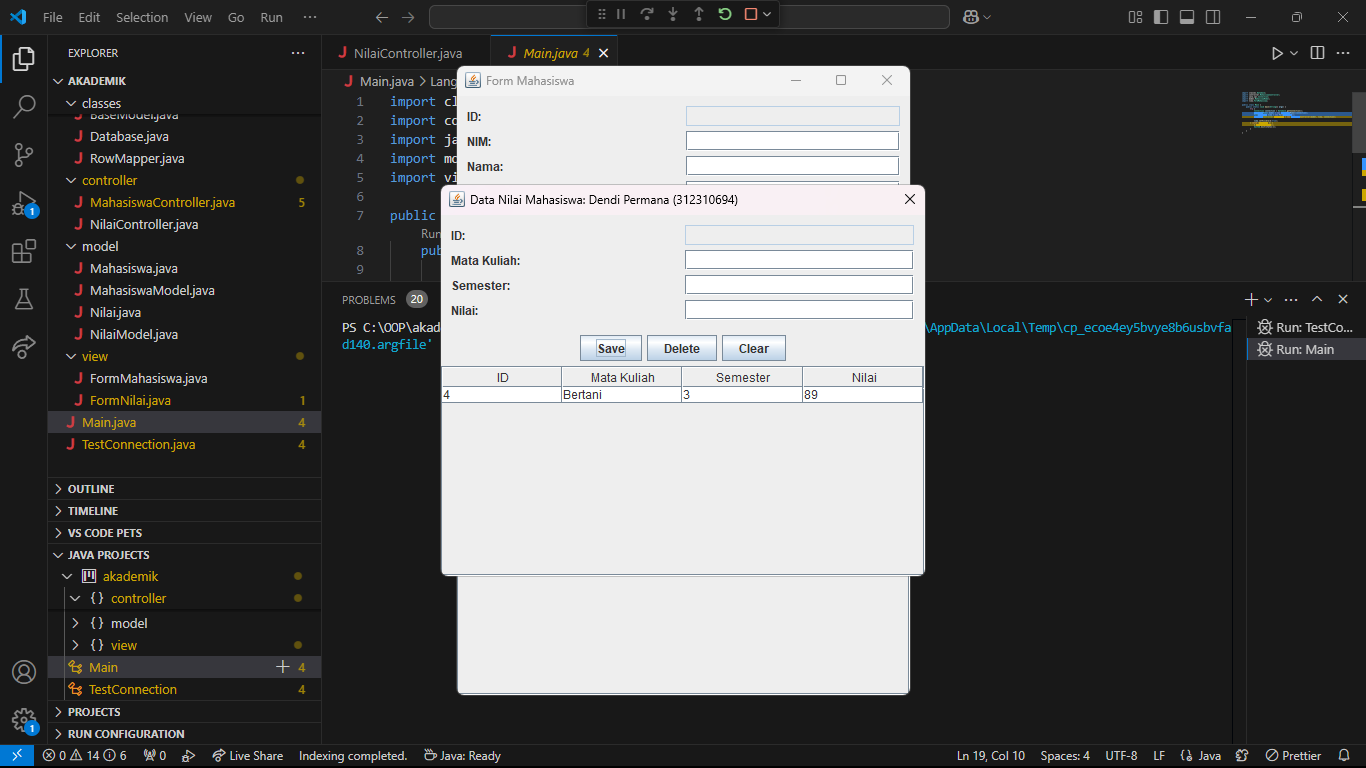 File Edit Selection View Go Run ···
EXPLORER
AKADEMIK
classes
BaseModel.java
Database.java
RowMapper.java
controller
MahasiswaController.java 5
NilaiController.java
model
Mahasiswa.java
MahasiswaModel.java
Nilai.java
NilaiModel.java
view
FormMahasiswa.java
FormNilai.java 1
Main.java 4
TestConnection.java 4
OUTLINE
TIMELINE
VS CODE PETS
JAVA PROJECTS
akademik
{} controller
{} model
{} view
Main 4
TestConnection 4
PROJECTS
RUN CONFIGURATION
1
1
NilaiController.java
Main.java 4
Main.java > Lang
1 import cl
2 import co
3 import ja
4 import mo
5 import vi
6
7 public
Run
8 pub
9
PROBLEMS 20
PS C:\OOP\akad
\AppData\Local\Temp\cp_ecoe4ey5bvye8b6usbvfa
d140.argfile'
Run: TestCo...
Run: Main
Form Mahasiswa
ID:
NIM:
Nama:
Data Nilai Mahasiswa: Dendi Permana (312310694)
ID:
Mata Kuliah:
Semester:
Nilai:
Save Delete Clear
ID Mata Kuliah Semester Nilai
4 Bertani 3 89
0 14 6 0 Live Share Indexing completed. Java: Ready
Ln 19, Col 10 Spaces: 4 UTF-8 LF {} Java Prettier